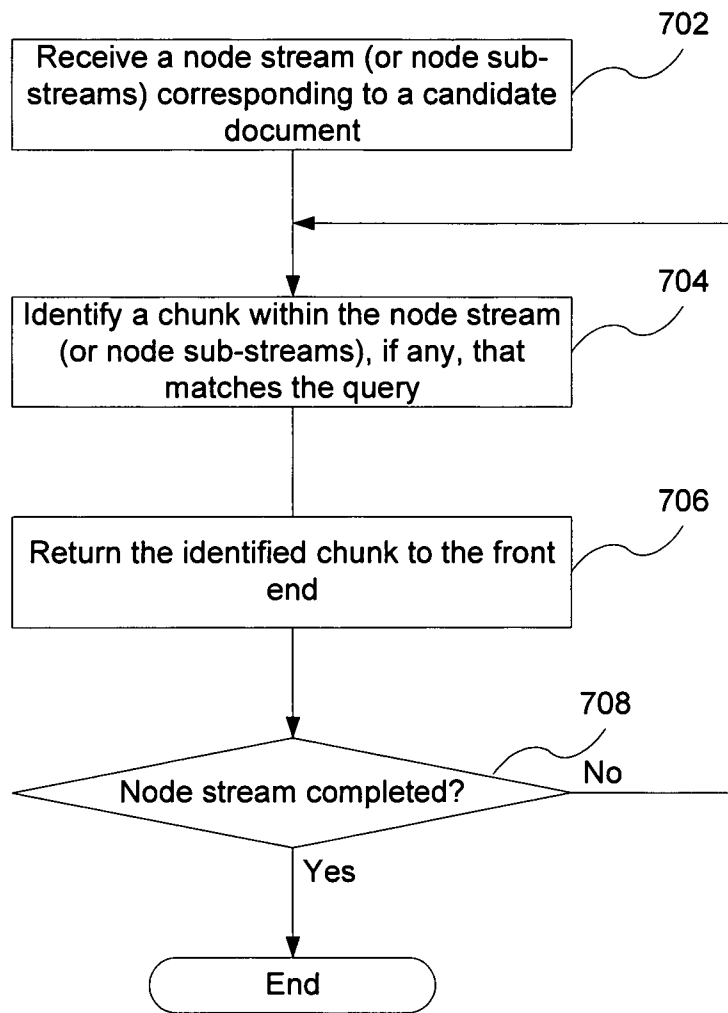 702
Receive a node stream (or node sub-
streams) corresponding to a candidate
document
704
Identify a chunk within the node stream
(or node sub-streams), if any, that
matches the query
706
Return the identified chunk to the front
end
708
Node stream completed?
No
Yes
End